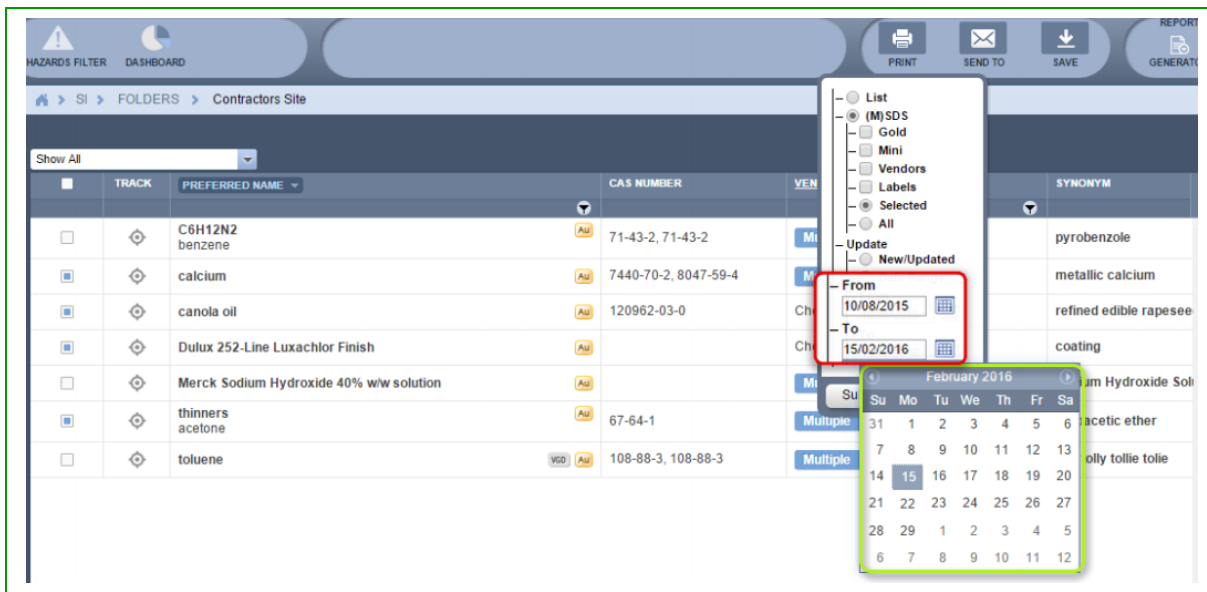 REPORT
HAZARDS FILTER DASHBOARD PRINT SEND TO SAVE GENERATO
SI > FOLDERS > Contractors Site
Show All
TRACK PREFERRED NAME CAS NUMBER VEN SYNONYM
C6H12N2 Au
benzene
71-43-2, 71-43-2 Mu pyrobenzole
calcium Au 7440-70-2, 8047-59-4 M metallic calcium
canola oil Au 120962-03-0 Ch refined edible rapesee
Dulux 252-Line Luxachlor Finish Au Ch coating
Merck Sodium Hydroxide 40% w/w solution Au Mu um Hydroxide Solu
thinners Au
acetone
67-64-1 Multiple acetic ether
toluene VGD Au 108-88-3, 108-88-3 Multiple olly tollie tolie
List
(M)SDS
Gold
Mini
Vendors
Labels
Selected
All
Update
New/Updated
From
10/08/2015
To
15/02/2016
Su
February 2016
Su Mo Tu We Th Fr Sa
31 1 2 3 4 5 6
7 8 9 10 11 12 13
14 15 16 17 18 19 20
21 22 23 24 25 26 27
28 29 1 2 3 4 5
6 7 8 9 10 11 12